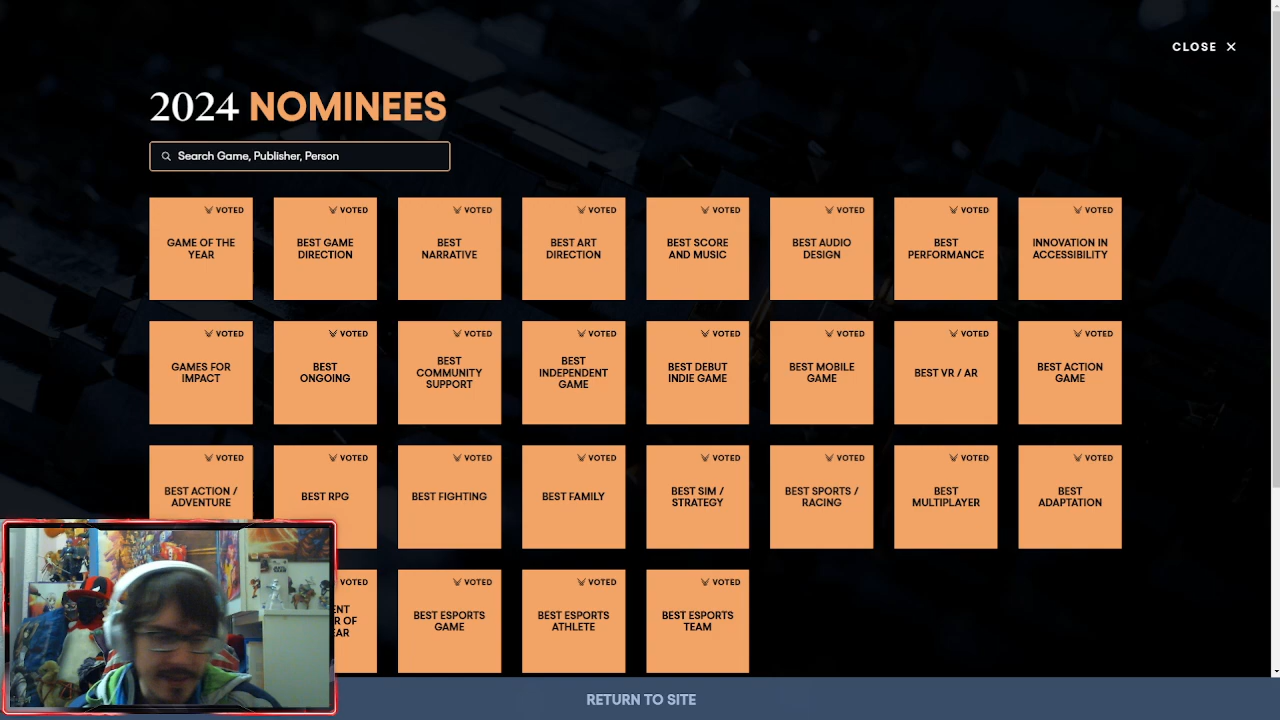 CLOSE
2024 NOMINEES
Search Game, Publisher, Person
VOTED
GAME OF THE
YEAR
VOTED
BEST GAME
DIRECTION
VOTED
BEST
NARRATIVE
VOTED
BEST ART
DIRECTION
VOTED
BEST SCORE
AND MUSIC
VOTED
BEST AUDIO
DESIGN
VOTED
BEST
PERFORMANCE
VOTED
INNOVATION IN
ACCESSIBILITY
VOTED
GAMES FOR
IMPACT
VOTED
BEST
ONGOING
VOTED
BEST
COMMUNITY
SUPPORT
VOTED
BEST
INDEPENDENT
GAME
VOTED
BEST DEBUT
INDIE GAME
VOTED
BEST MOBILE
GAME
VOTED
BEST VR / AR
VOTED
BEST ACTION
GAME
VOTED
BEST ACTION /
ADVENTURE
VOTED
BEST RPG
VOTED
BEST FIGHTING
VOTED
BEST FAMILY
VOTED
BEST SIM /
STRATEGY
VOTED
BEST SPORTS /
RACING
VOTED
BEST
MULTIPLAYER
VOTED
BEST
ADAPTATION
VOTED
ENT
R OF
EAR
VOTED
BEST ESPORTS
GAME
VOTED
BEST ESPORTS
ATHLETE
VOTED
BEST ESPORTS
TEAM
RETURN TO SITE